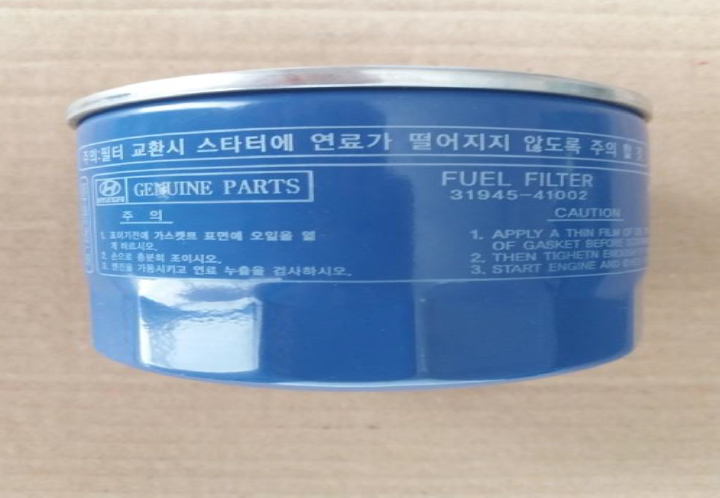 주의:필터 교환시 스타터에 연료가 떨어지지 않도록 주의 할 것
HYUNDAI
GENUINE PARTS
주 의
1. 조이기전에 가스켓트 표면에 오일을 엷
게 바르시오.
2. 손으로 충분히 조이시오.
3. 엔진을 가동시키고 연료 누출을 검사하시오.
FUEL FILTER
31945-41002
CAUTION
1. APPLY A THIN FILM OF OIL
OF GASKET BEFORE
2. THEN TIGHETN
3. START ENGINE AND